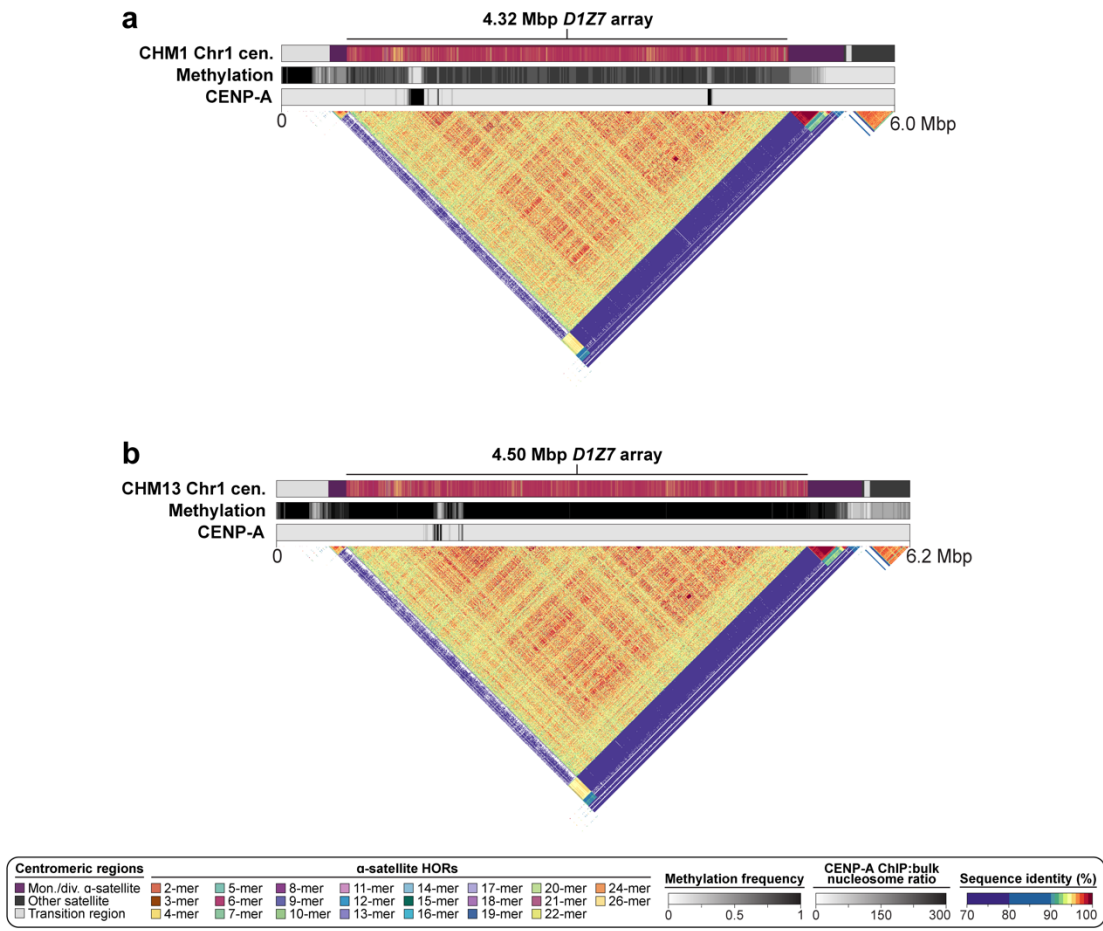 a
4.32 Mbp D1Z7 array
CHM1 Chr1 cen.
Methylation
CENP-A
0
6.0 Mbp
b
4.50 Mbp D1Z7 array
CHM13 Chr1 cen.
Methylation
CENP-A
0
6.2 Mbp
Centromeric regions
Mon./div. α-satellite
Other satellite
Transition region
α-satellite HORs
2-mer 5-mer 8-mer 11-mer 14-mer 17-mer 20-mer 24-mer
3-mer 6-mer 9-mer 12-mer 15-mer 18-mer 21-mer 26-mer
4-mer 7-mer 10-mer 13-mer 16-mer 19-mer 22-mer
Methylation frequency
0 0.5 1
CENP-A ChIP:bulk
nucleosome ratio
0 150 300
Sequence identity (%)
70 80 90 100